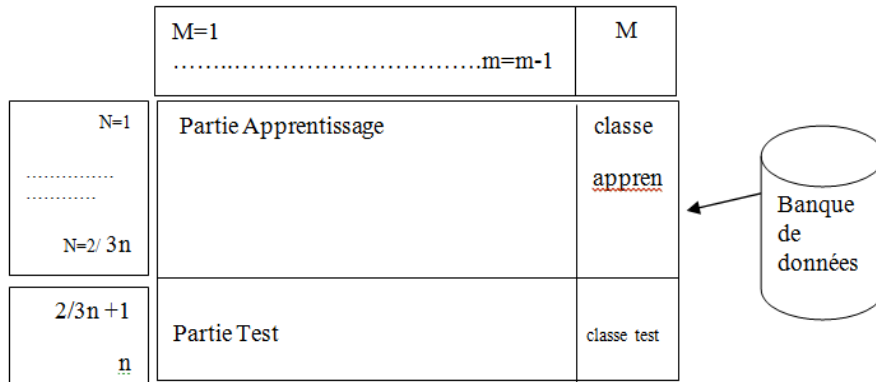 M=1
……..………………………….m=m-1
M
N=1
……………
…………
N=2/ 3n
Partie Apprentissage
classe
appren
Banque
de
données
2/3n +1
n
Partie Test
classe test